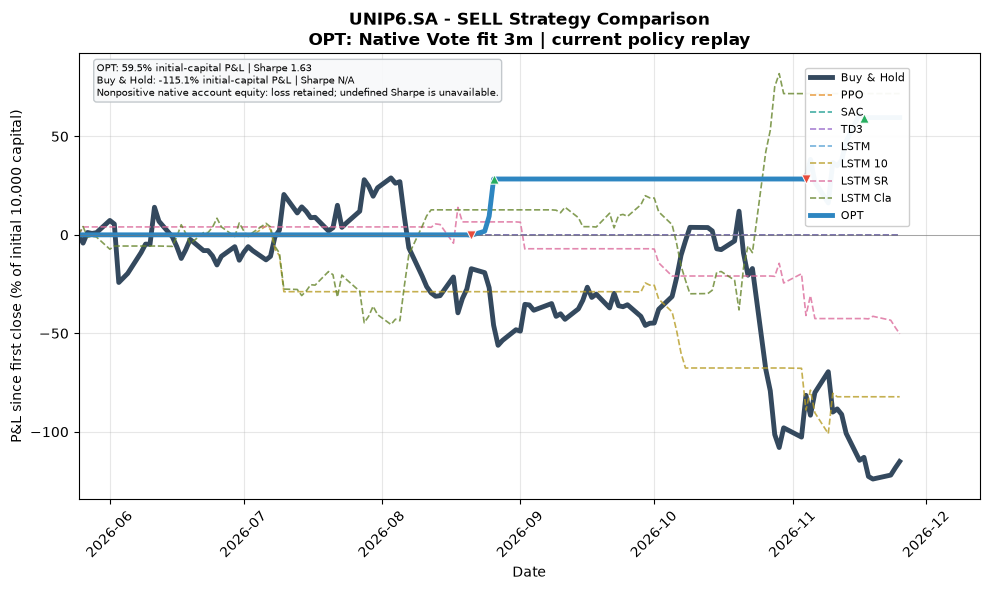 UNIP6.SA - SELL Strategy Comparison
OPT: Native Vote fit 3m | current policy replay
OPT: 59.5% initial-capital P&L | Sharpe 1.63
Buy & Hold: -115.1% initial-capital P&L | Sharpe N/A
Nonpositive native account equity: loss retained; undefined Sharpe is unavailable.
Buy & Hold
PPO
SAC
TD3
LSTM
LSTM 10
LSTM SR
LSTM Cla
OPT
P&L since first close (% of initial 10,000 capital)
50
0
−50
−100
2026-06
2026-07
2026-08
2026-09
2026-10
2026-11
2026-12
Date